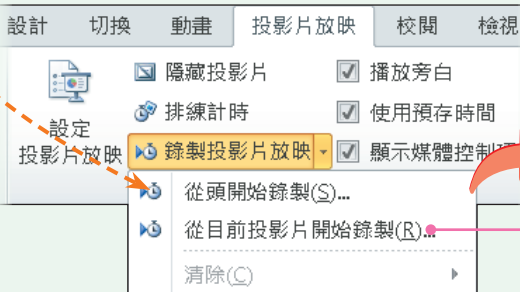 設計 切換 動畫 投影片放映 校閱 檢視
設定
投影片放映
隱藏投影片
排練計時
錄製投影片放映
播放旁白
使用預存時間
顯示媒體控制項
從頭開始錄製(S)...
從目前投影片開始錄製(R)...
清除(C)